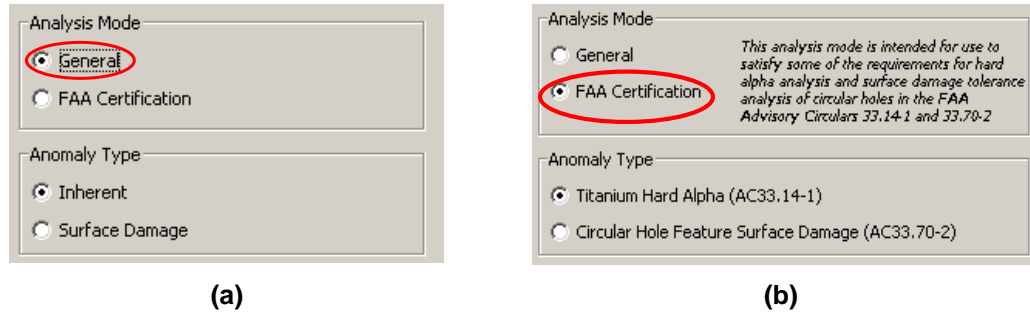 Analysis Mode
General
FAA Certification
Anomaly Type
Inherent
Surface Damage
(a)
Analysis Mode
General
FAA Certification
This analysis mode is intended for use to
satisfy some of the requirements for hard
alpha analysis and surface damage tolerance
analysis of circular holes in the FAA
Advisory Circulars 33.14-1 and 33.70-2
Anomaly Type
Titanium Hard Alpha (AC33.14-1)
Circular Hole Feature Surface Damage (AC33.70-2)
(b)